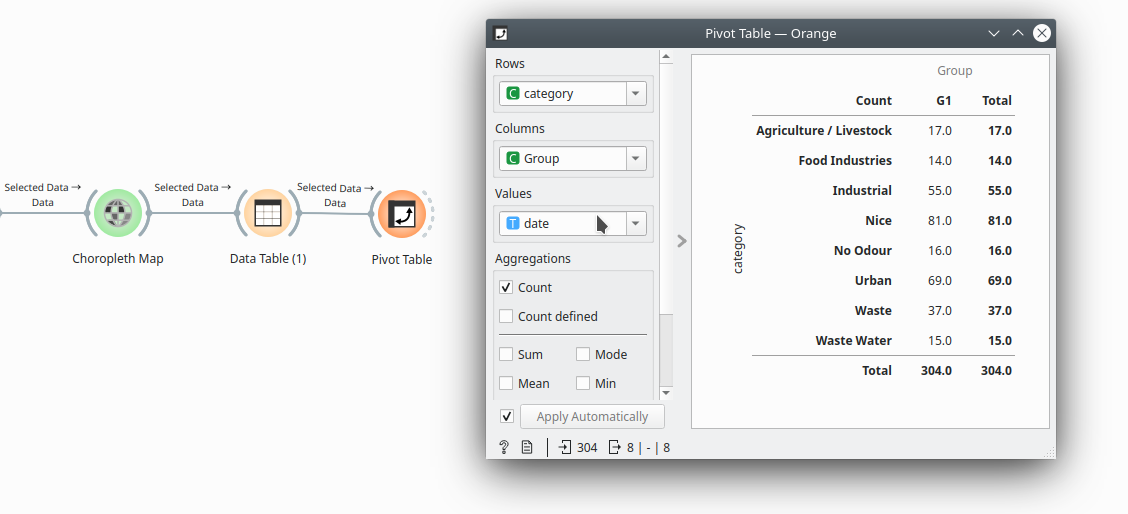 Pivot Table — Orange
Rows
C category
Columns
C Group
Values
T date
Aggregations
Count
Count defined
Sum
Mode
Mean
Min
Apply Automatically
? 304 8 | - | 8
Group
Count G1 Total
Agriculture / Livestock 17.0 17.0
Food Industries 14.0 14.0
Industrial 55.0 55.0
Nice 81.0 81.0
No Odour 16.0 16.0
Urban 69.0 69.0
Waste 37.0 37.0
Waste Water 15.0 15.0
Total 304.0 304.0
category
Selected Data → Data
Selected Data → Data
Selected Data → Data
Choropleth Map
Data Table (1)
Pivot Table